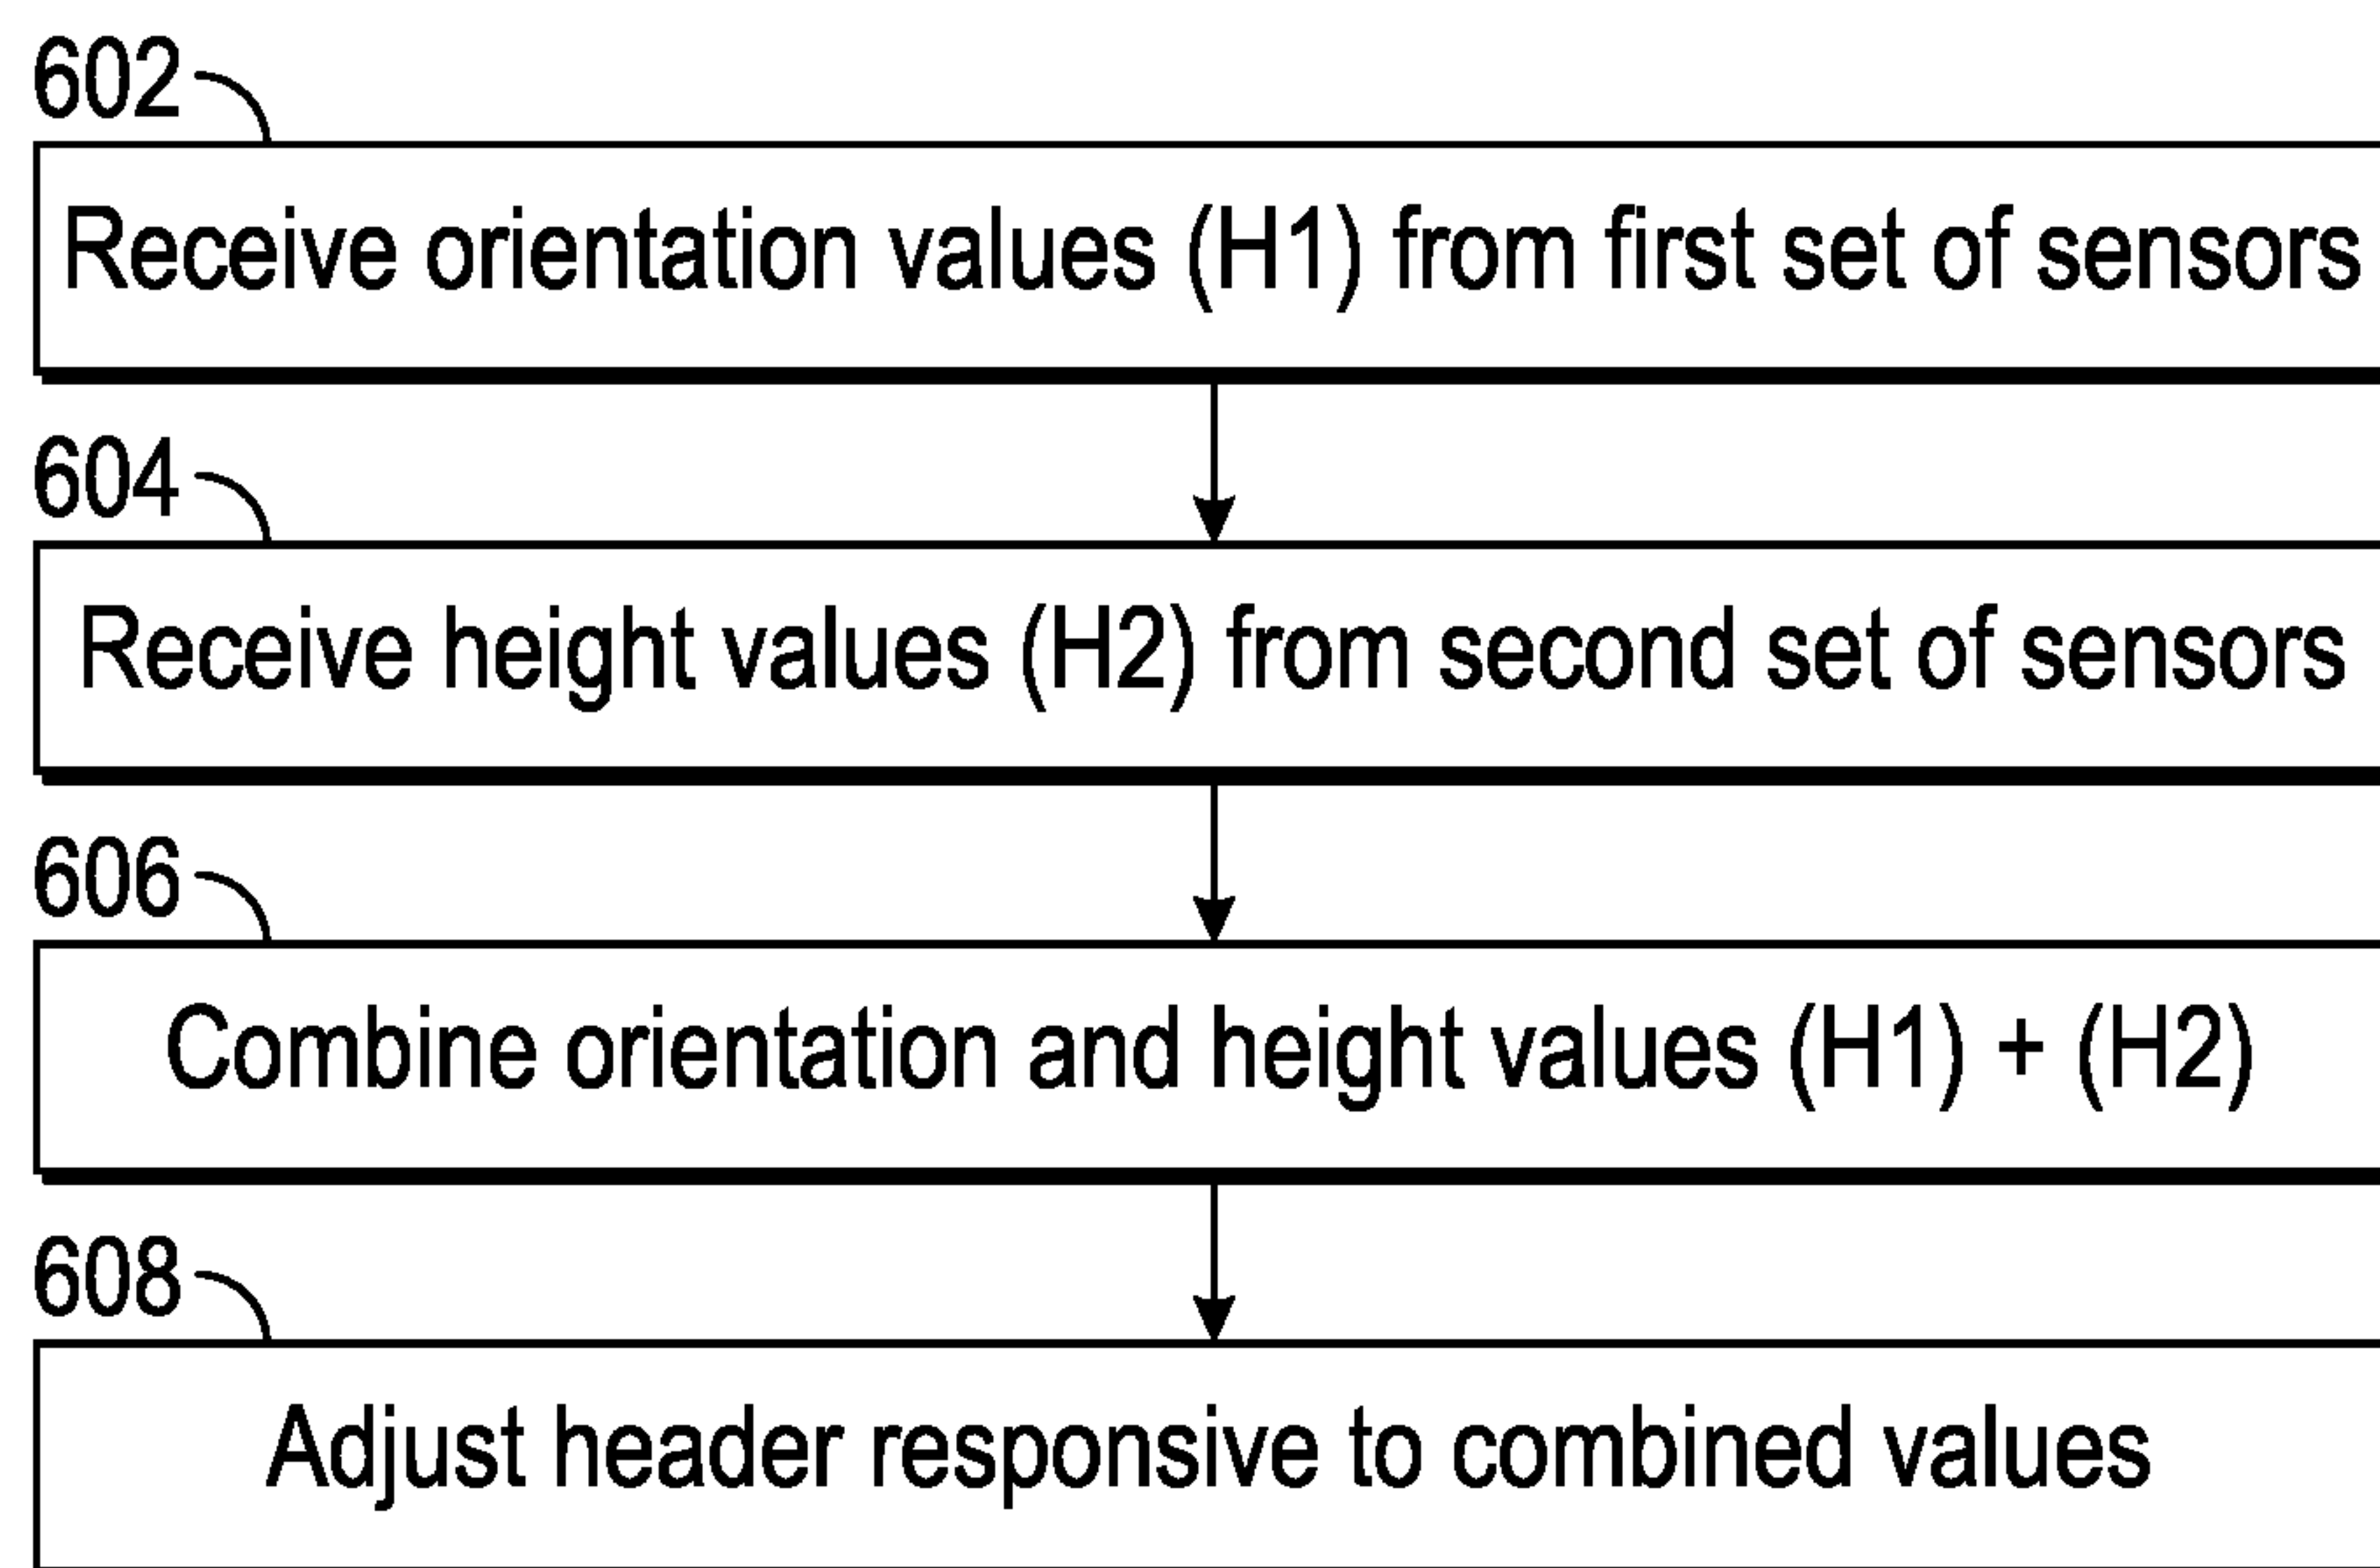 602
Receive orientation values (H1) from first set of sensors
604
Receive height values (H2) from second set of sensors
606
Combine orientation and height values (H1) + (H2)
608
Adjust header responsive to combined values